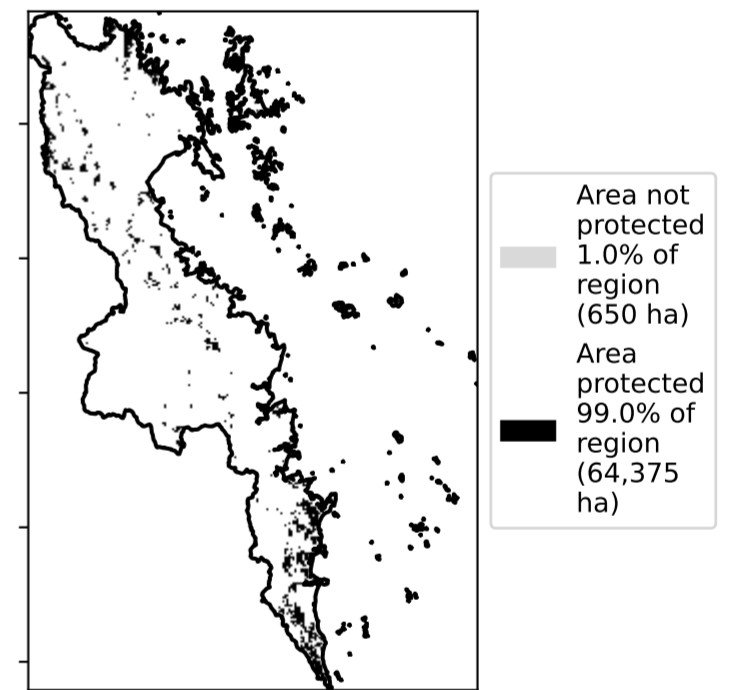 Area not
protected
1.0% of
region
(650 ha)
Area
protected
99.0% of
region
(64,375
ha)